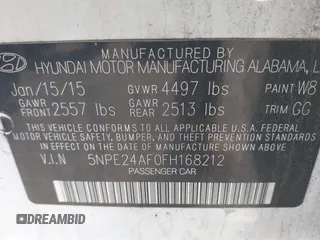 MANUFACTURED BY
HYUNDAI MOTOR MANUFACTURING ALABAMA, L
Jan/15/15 GVWR 4497 lbs PAINT W8
GAWR FRONT 2557 lbs GAWR REAR 2513 lbs TRIM GG
THIS VEHICLE CONFORMS TO ALL APPLICABLE FEDERAL MOTOR
VEHICLE SAFETY, BUMPER, AND THEFT PREVENTION STANDARDS
IN EFFECT ON THE DATE OF MANUFACTURE SHOWN ABOVE.
V.I.N 5NPE24AF0FH168212
PASSENGER CAR
DREAMBID